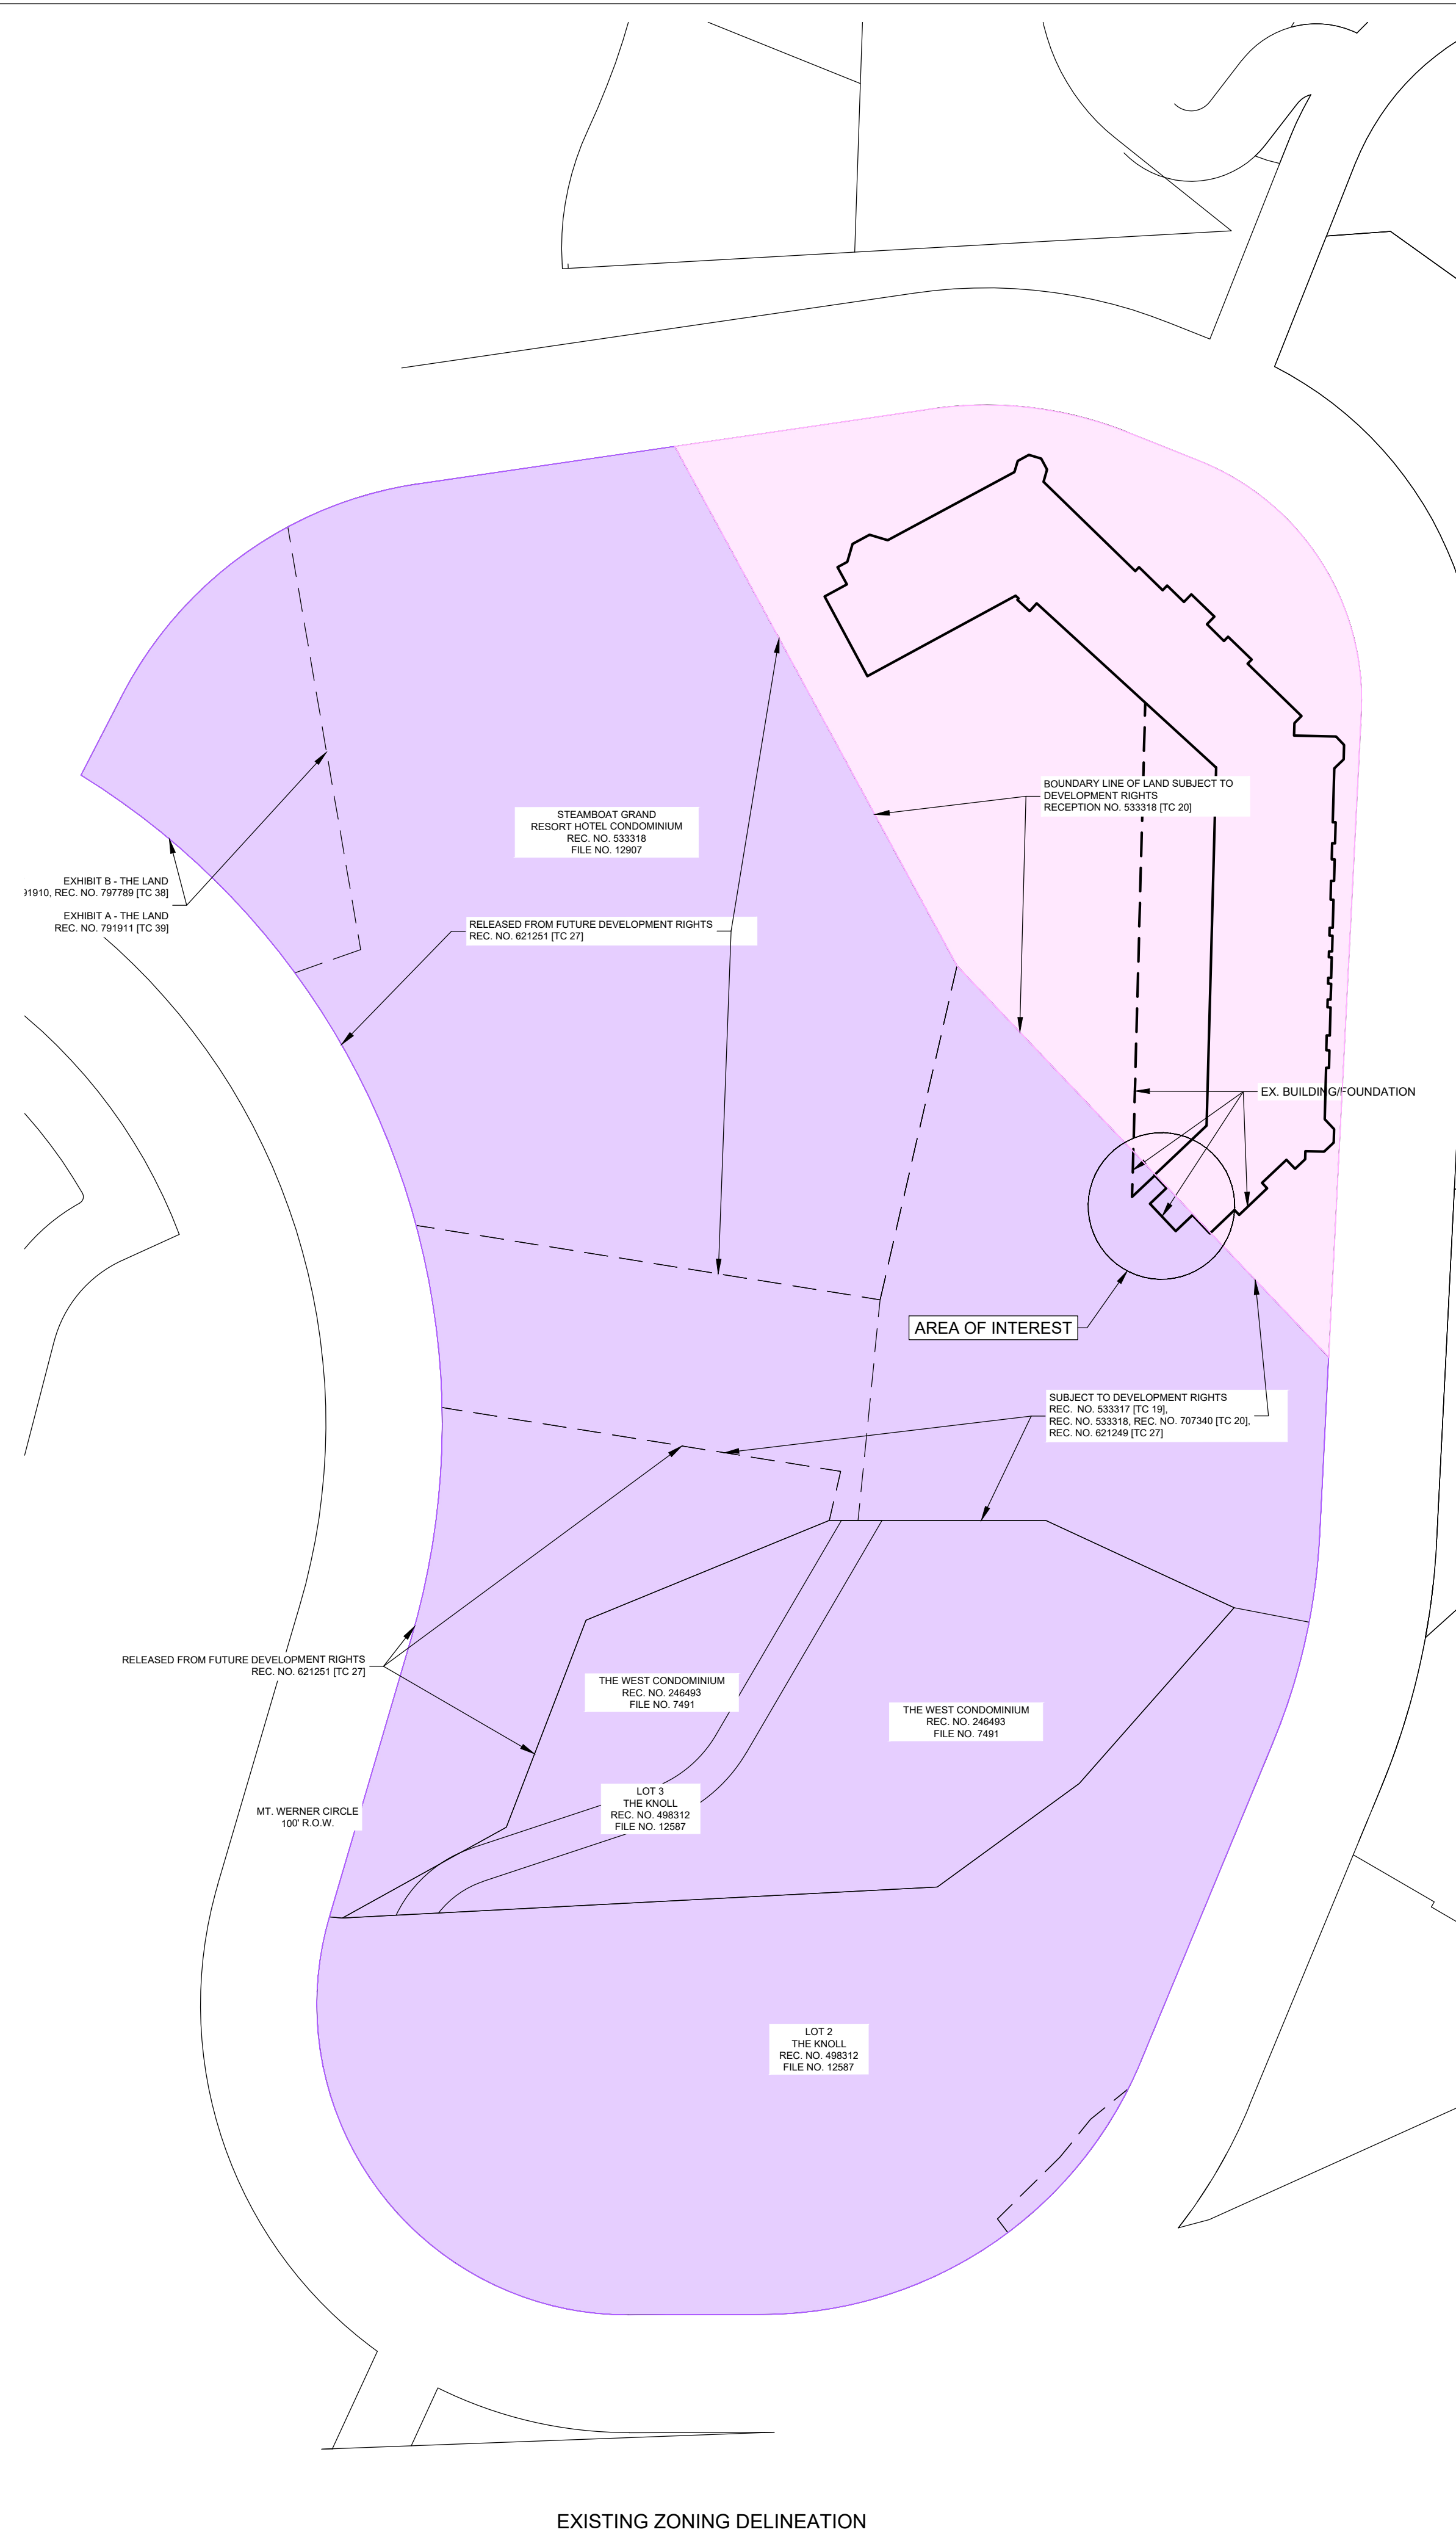 STEAMBOAT GRAND
RESORT HOTEL CONDOMINIUM
REC. NO. 533318
FILE NO. 12907
BOUNDARY LINE OF LAND SUBJECT TO
DEVELOPMENT RIGHTS
RECEPTION NO. 533318 [TC 20]
EXHIBIT B - THE LAND
91910, REC. NO. 797789 [TC 38]
EXHIBIT A - THE LAND
REC. NO. 791911 [TC 39]
RELEASED FROM FUTURE DEVELOPMENT RIGHTS
REC. NO. 621251 [TC 27]
EX. BUILDING/FOUNDATION
AREA OF INTEREST
SUBJECT TO DEVELOPMENT RIGHTS
REC. NO. 533317 [TC 19],
REC. NO. 533318, REC. NO. 707340 [TC 20],
REC. NO. 621249 [TC 27]
RELEASED FROM FUTURE DEVELOPMENT RIGHTS
REC. NO. 621251 [TC 27]
THE WEST CONDOMINIUM
REC. NO. 246493
FILE NO. 7491
THE WEST CONDOMINIUM
REC. NO. 246493
FILE NO. 7491
LOT 3
THE KNOLL
REC. NO. 498312
FILE NO. 12587
MT. WERNER CIRCLE
100' R.O.W.
LOT 2
THE KNOLL
REC. NO. 498312
FILE NO. 12587
EXISTING ZONING DELINEATION